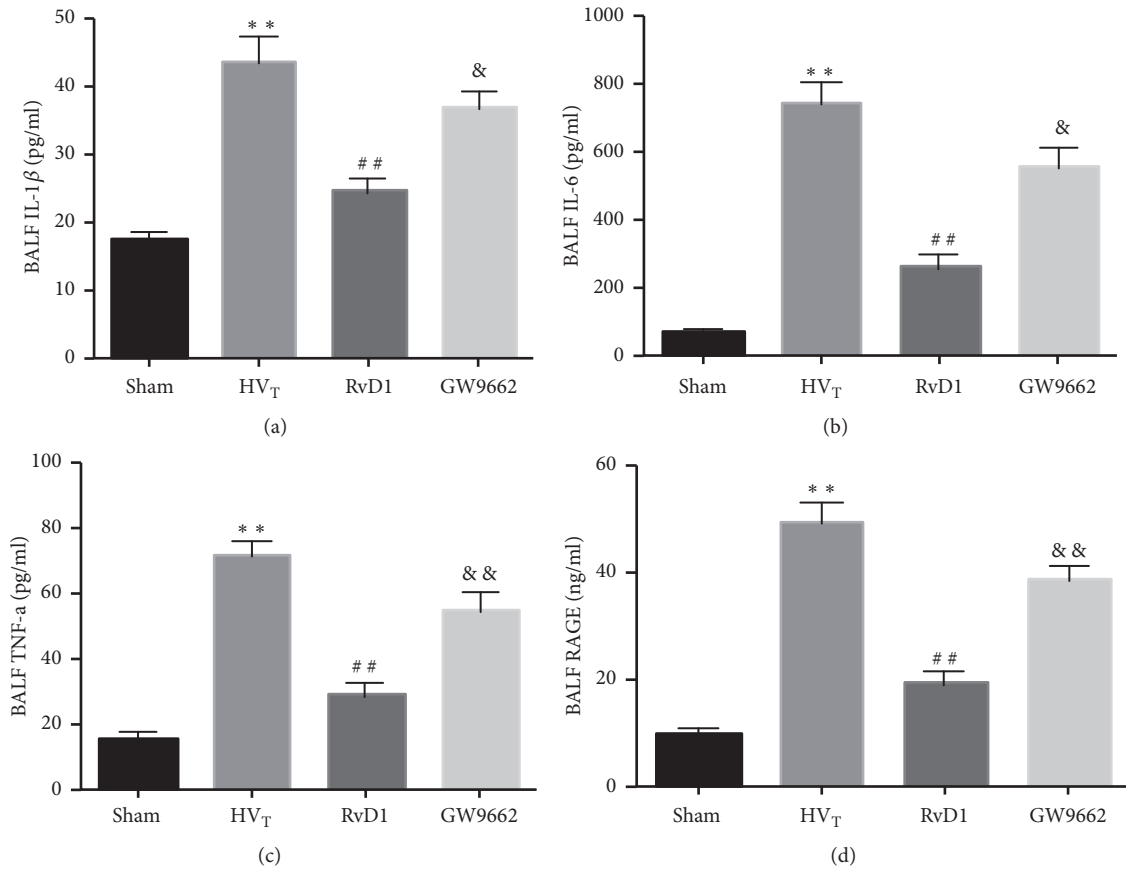 BALF IL-1β (pg/ml)
50
40
30
20
10
0
* *
# #
&
Sham HV_T RvD1 GW9662
(a)
BALF IL-6 (pg/ml)
1000
800
600
400
200
0
* *
# #
&
Sham HV_T RvD1 GW9662
(b)
BALF TNF-a (pg/ml)
100
80
60
40
20
0
* *
# #
& &
Sham HV_T RvD1 GW9662
(c)
BALF RAGE (ng/ml)
60
40
20
0
* *
# #
& &
Sham HV_T RvD1 GW9662
(d)